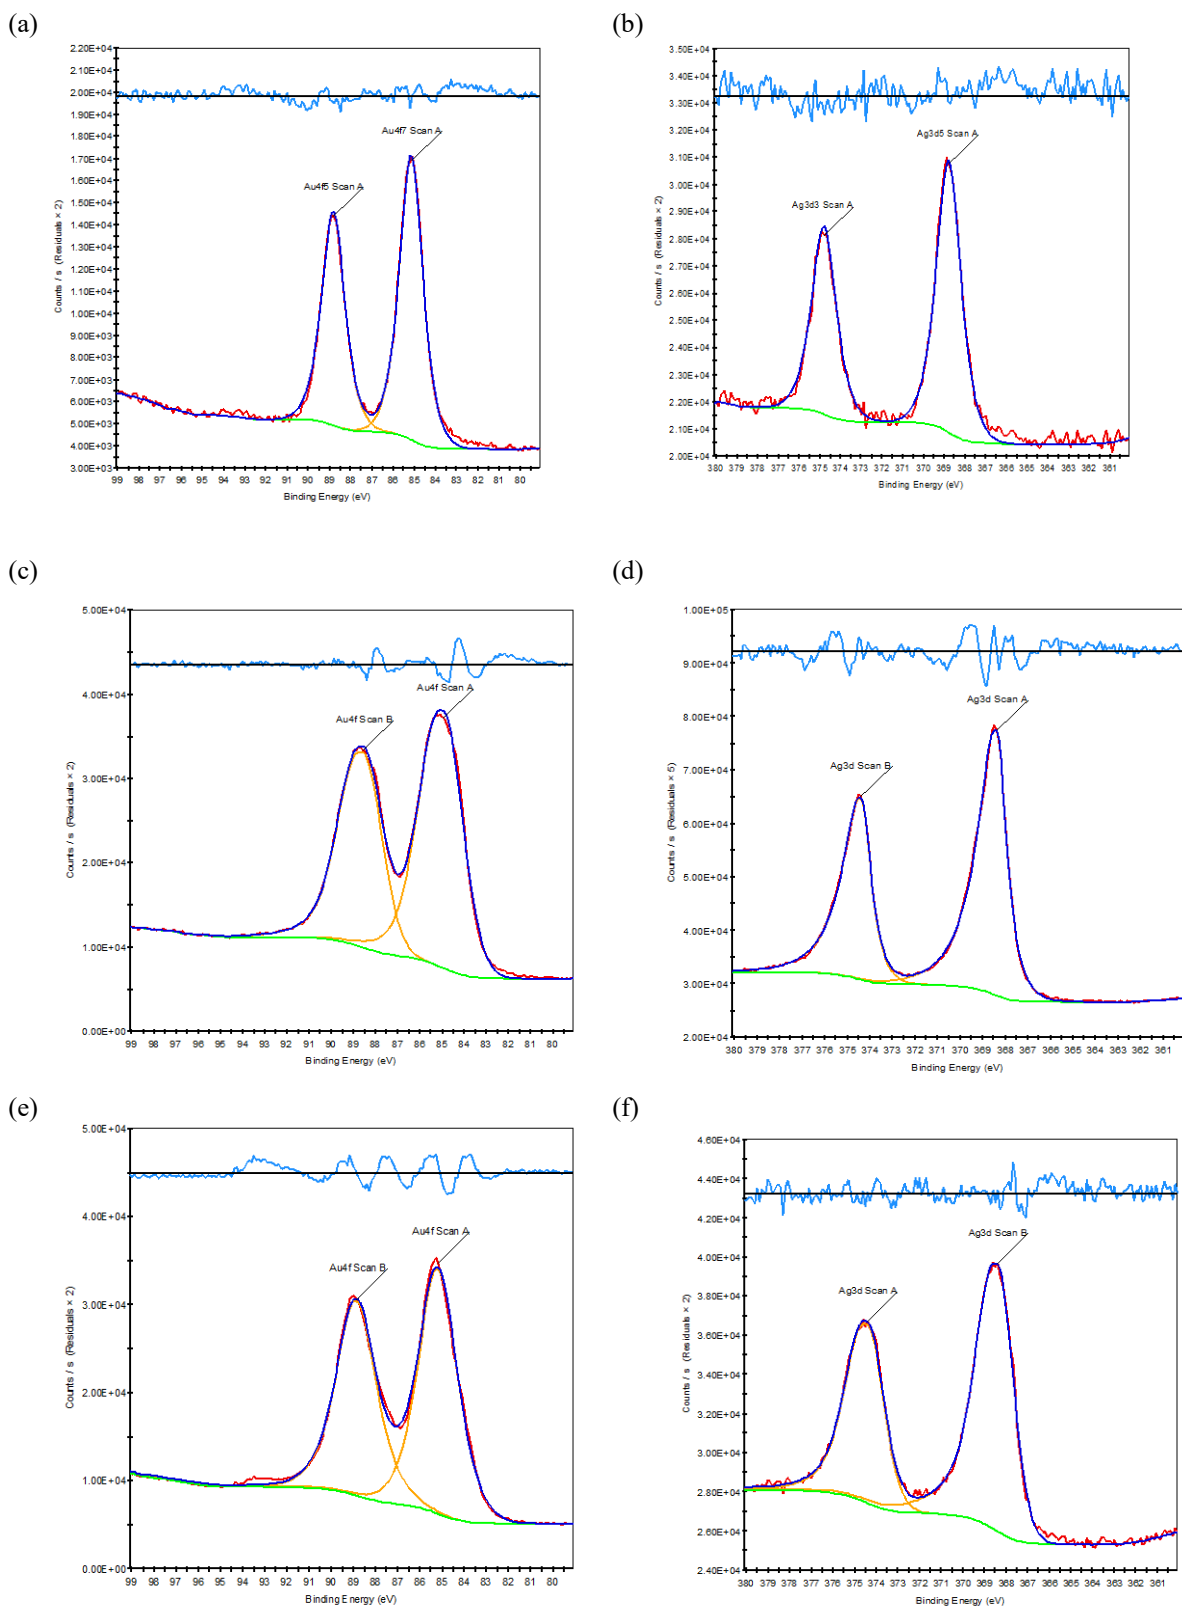 (a)
2.20E+04
2.00E+04
1.90E+04
1.80E+04
1.70E+04
1.60E+04
1.50E+04
1.40E+04
1.30E+04
1.20E+04
1.10E+04
1.00E+04
9.00E+03
8.00E+03
7.00E+03
6.00E+03
5.00E+03
4.00E+03
3.00E+03
Counts / s (Residuals × 2)
Au4f7 Scan A
Au4f5 Scan A
99 98 97 96 95 94 93 92 91 90 89 88 87 86 85 84 83 82 81 80
Binding Energy (eV)
(b)
3.50E+04
3.40E+04
3.30E+04
3.20E+04
3.10E+04
3.00E+04
2.90E+04
2.80E+04
2.70E+04
2.60E+04
2.50E+04
2.40E+04
2.30E+04
2.20E+04
2.10E+04
2.00E+04
Counts / s (Residuals × 2)
Ag3d5 Scan A
Ag3d3 Scan A
380 379 378 377 376 375 374 373 372 371 370 369 368 367 366 365 364 363 362 361
Binding Energy (eV)
(c)
5.00E+04
4.00E+04
3.00E+04
2.00E+04
1.00E+04
0.00E+00
Counts / s (Residuals × 2)
Au4f Scan A
Au4f Scan B
99 98 97 96 95 94 93 92 91 90 89 88 87 86 85 84 83 82 81 80
Binding Energy (eV)
(d)
1.00E+05
9.00E+04
8.00E+04
7.00E+04
6.00E+04
5.00E+04
4.00E+04
3.00E+04
2.00E+04
Counts / s (Residuals × 5)
Ag3d Scan A
Ag3d Scan B
380 379 378 377 376 375 374 373 372 371 370 369 368 367 366 365 364 363 362 361
Binding Energy (eV)
(e)
5.00E+04
4.00E+04
3.00E+04
2.00E+04
1.00E+04
0.00E+00
Counts / s (Residuals × 2)
Au4f Scan A
Au4f Scan B
99 98 97 96 95 94 93 92 91 90 89 88 87 86 85 84 83 82 81 80
Binding Energy (eV)
(f)
4.60E+04
4.40E+04
4.20E+04
4.00E+04
3.80E+04
3.60E+04
3.40E+04
3.20E+04
3.00E+04
2.80E+04
2.60E+04
2.40E+04
Counts / s (Residuals × 2)
Ag3d Scan B
Ag3d Scan A
380 379 378 377 376 375 374 373 372 371 370 369 368 367 366 365 364 363 362 361
Binding Energy (eV)